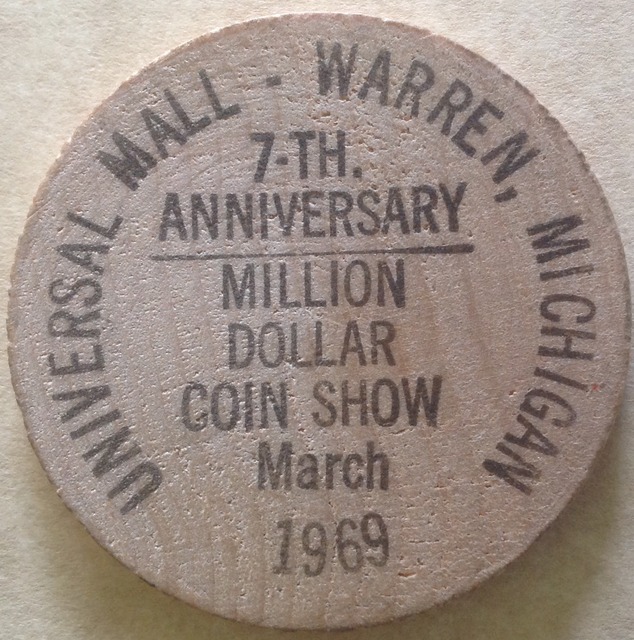 UNIVERSAL MALL - WARREN, MICHIGAN
7-TH.
ANNIVERSARY
MILLION
DOLLAR
COIN SHOW
March
1969